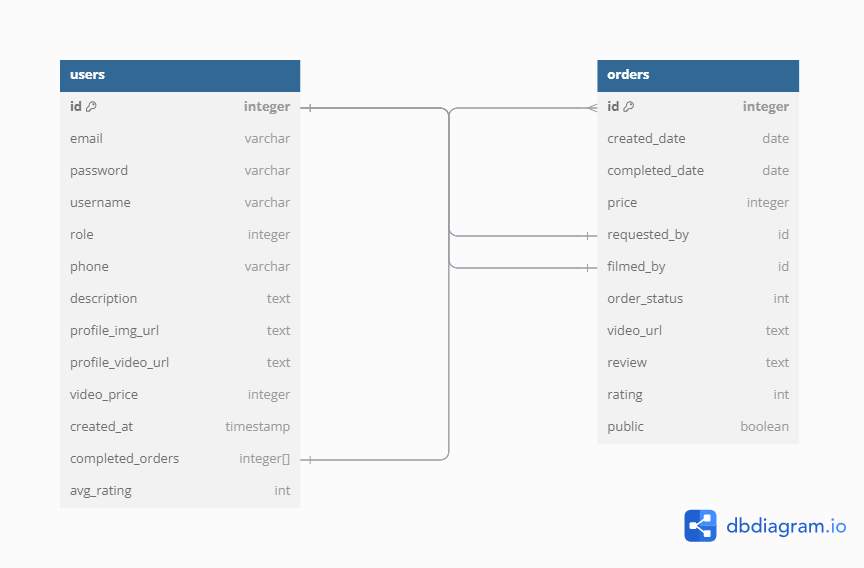 users
id integer
email varchar
password varchar
username varchar
role integer
phone varchar
description text
profile_img_url text
profile_video_url text
video_price integer
created_at timestamp
completed_orders integer[]
avg_rating int
orders
id integer
created_date date
completed_date date
price integer
requested_by id
filmed_by id
order_status int
video_url text
review text
rating int
public boolean
dbdiagram.io